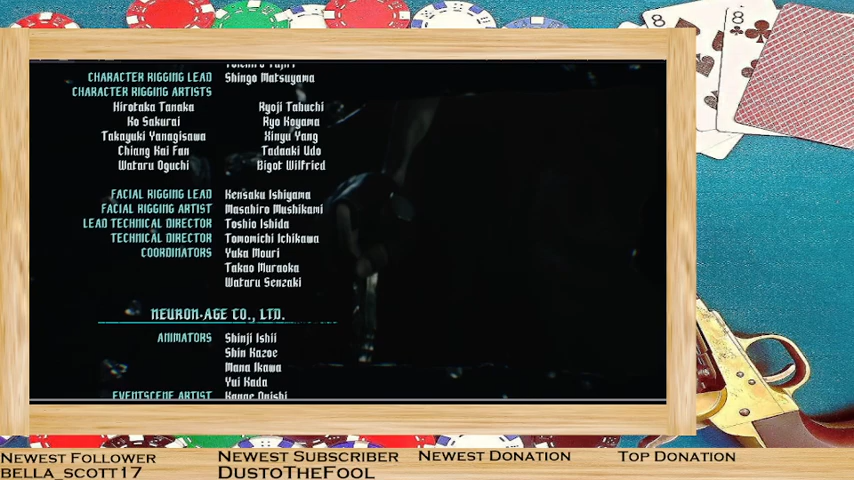 CHARACTER RIGGING LEAD Shingo Matsuyama
CHARACTER RIGGING ARTISTS
Hirotaka Tanaka Ryoji Tabuchi
Ko Sakurai Ryo Koyama
Takayuki Yanagisawa Xinyu Yang
Chiang Kai Fan Tadaaki Udo
Wataru Oguchi Bigot Wilfried
FACIAL RIGGING LEAD Kensaku Ishiyama
FACIAL RIGGING ARTIST Masahiro Mushikami
LEAD TECHNICAL DIRECTOR Toshio Ishida
TECHNICAL DIRECTOR Tomomichi Ichikawa
COORDINATORS Yuka Mouri
Takao Muraoka
Wataru Senzaki
NEURON-AGE CO., LTD.
ANIMATORS Shinji Ishii
Shin Kazoe
Mana Ikawa
Yui Kada
EVENTSCENE ARTIST
8 8
Newest Follower Newest Subscriber Newest Donation Top Donation
bella_scott17 DustoTheFool